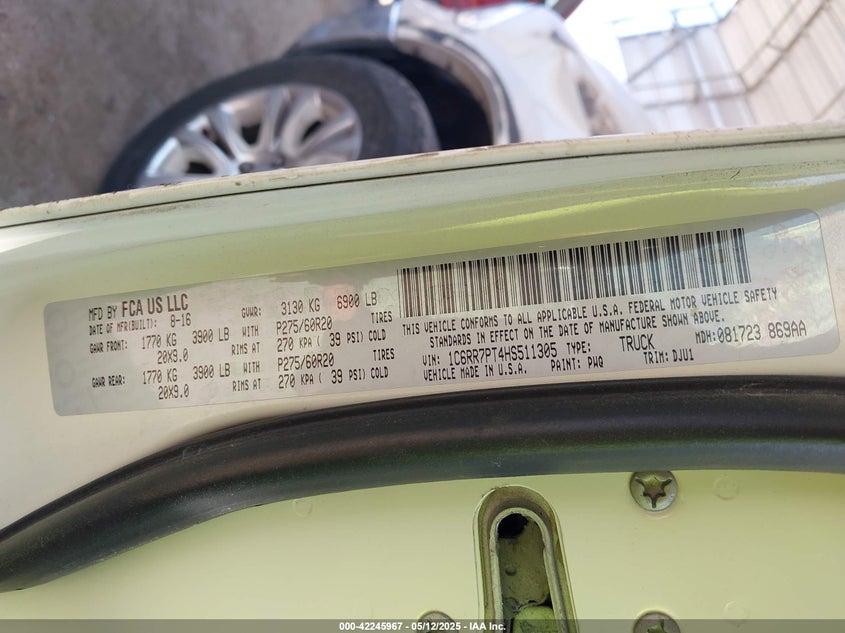 MFD BY FCA US LLC
DATE OF MFR(BUILT): 8-16 GVWR: 3130 KG 6900 LB
GAWR FRONT: 1770 KG 3900 LB WITH P275/60R20 TIRES
20X9.0 RIMS AT 270 KPA ( 39 PSI) COLD
GAWR REAR: 1770 KG 3900 LB WITH P275/60R20 TIRES
20X9.0 RIMS AT 270 KPA ( 39 PSI) COLD
THIS VEHICLE CONFORMS TO ALL APPLICABLE U.S.A. FEDERAL MOTOR VEHICLE SAFETY
STANDARDS IN EFFECT ON THE DATE OF MANUFACTURE SHOWN ABOVE.
VIN: 1C6RR7PT4HS511305 TYPE: TRUCK MDH:081723 869AA
VEHICLE MADE IN U.S.A. PAINT: PWQ TRIM: DJU1
000-42245967 - 05/12/2025 - IAA Inc.